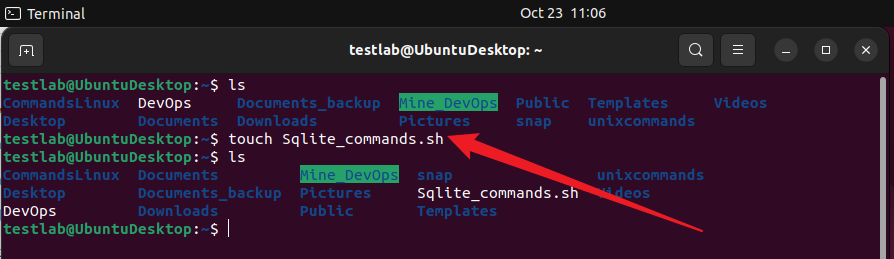 Terminal Oct 23 11:06
testlab@UbuntuDesktop: ~
testlab@UbuntuDesktop:~$ ls
CommandsLinux DevOps Documents_backup Mine_DevOps Public Templates Videos
Desktop Documents Downloads Pictures snap unixcommands
testlab@UbuntuDesktop:~$ touch Sqlite_commands.sh
testlab@UbuntuDesktop:~$ ls
CommandsLinux Documents Mine_DevOps snap unixcommands
Desktop Documents_backup Pictures Sqlite_commands.sh Videos
DevOps Downloads Public Templates
testlab@UbuntuDesktop:~$